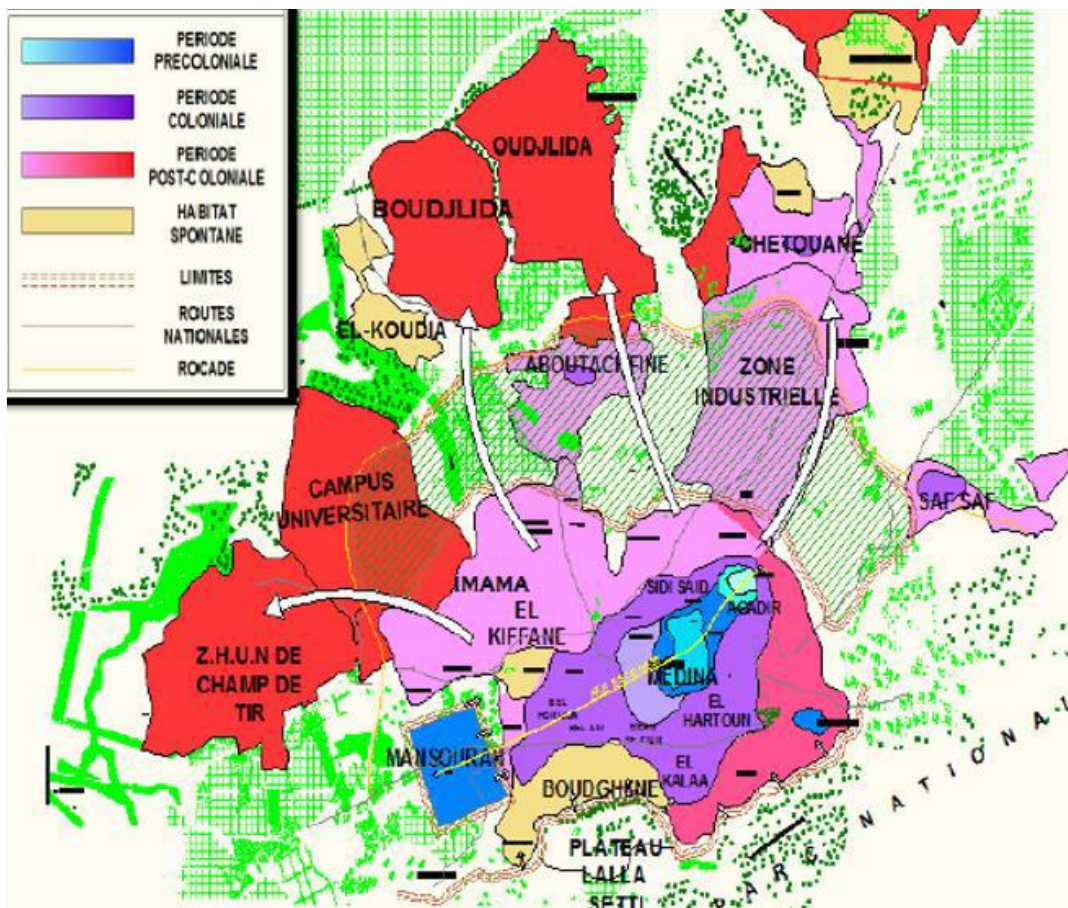 PERIODE
PRECOLONIALE
PERIODE
COLONIALE
PERIODE
POST-COLONIALE
HABITAT
SPONTANE
LIMITES
ROUTES
NATIONALES
ROCADE
OUDJLIDA
BOUDJLIDA
CHETOUANE
EL-KOUDIA
ABOUTACHFINE
ZONE
INDUSTRIELLE
CAMPUS
UNIVERSITAIRE
SAF SAF
IMAMA
EL
KIFFANE
SIDI SAID
AGADIR
Z.H.U.N DE
CHAMP DE
TIR
MEDINA
EL
HARTOUN
MANSOURAH
EL
KALAA
BOUDGHENE
PLATEAU
LALLA
SETTI
PARC NATIONAL